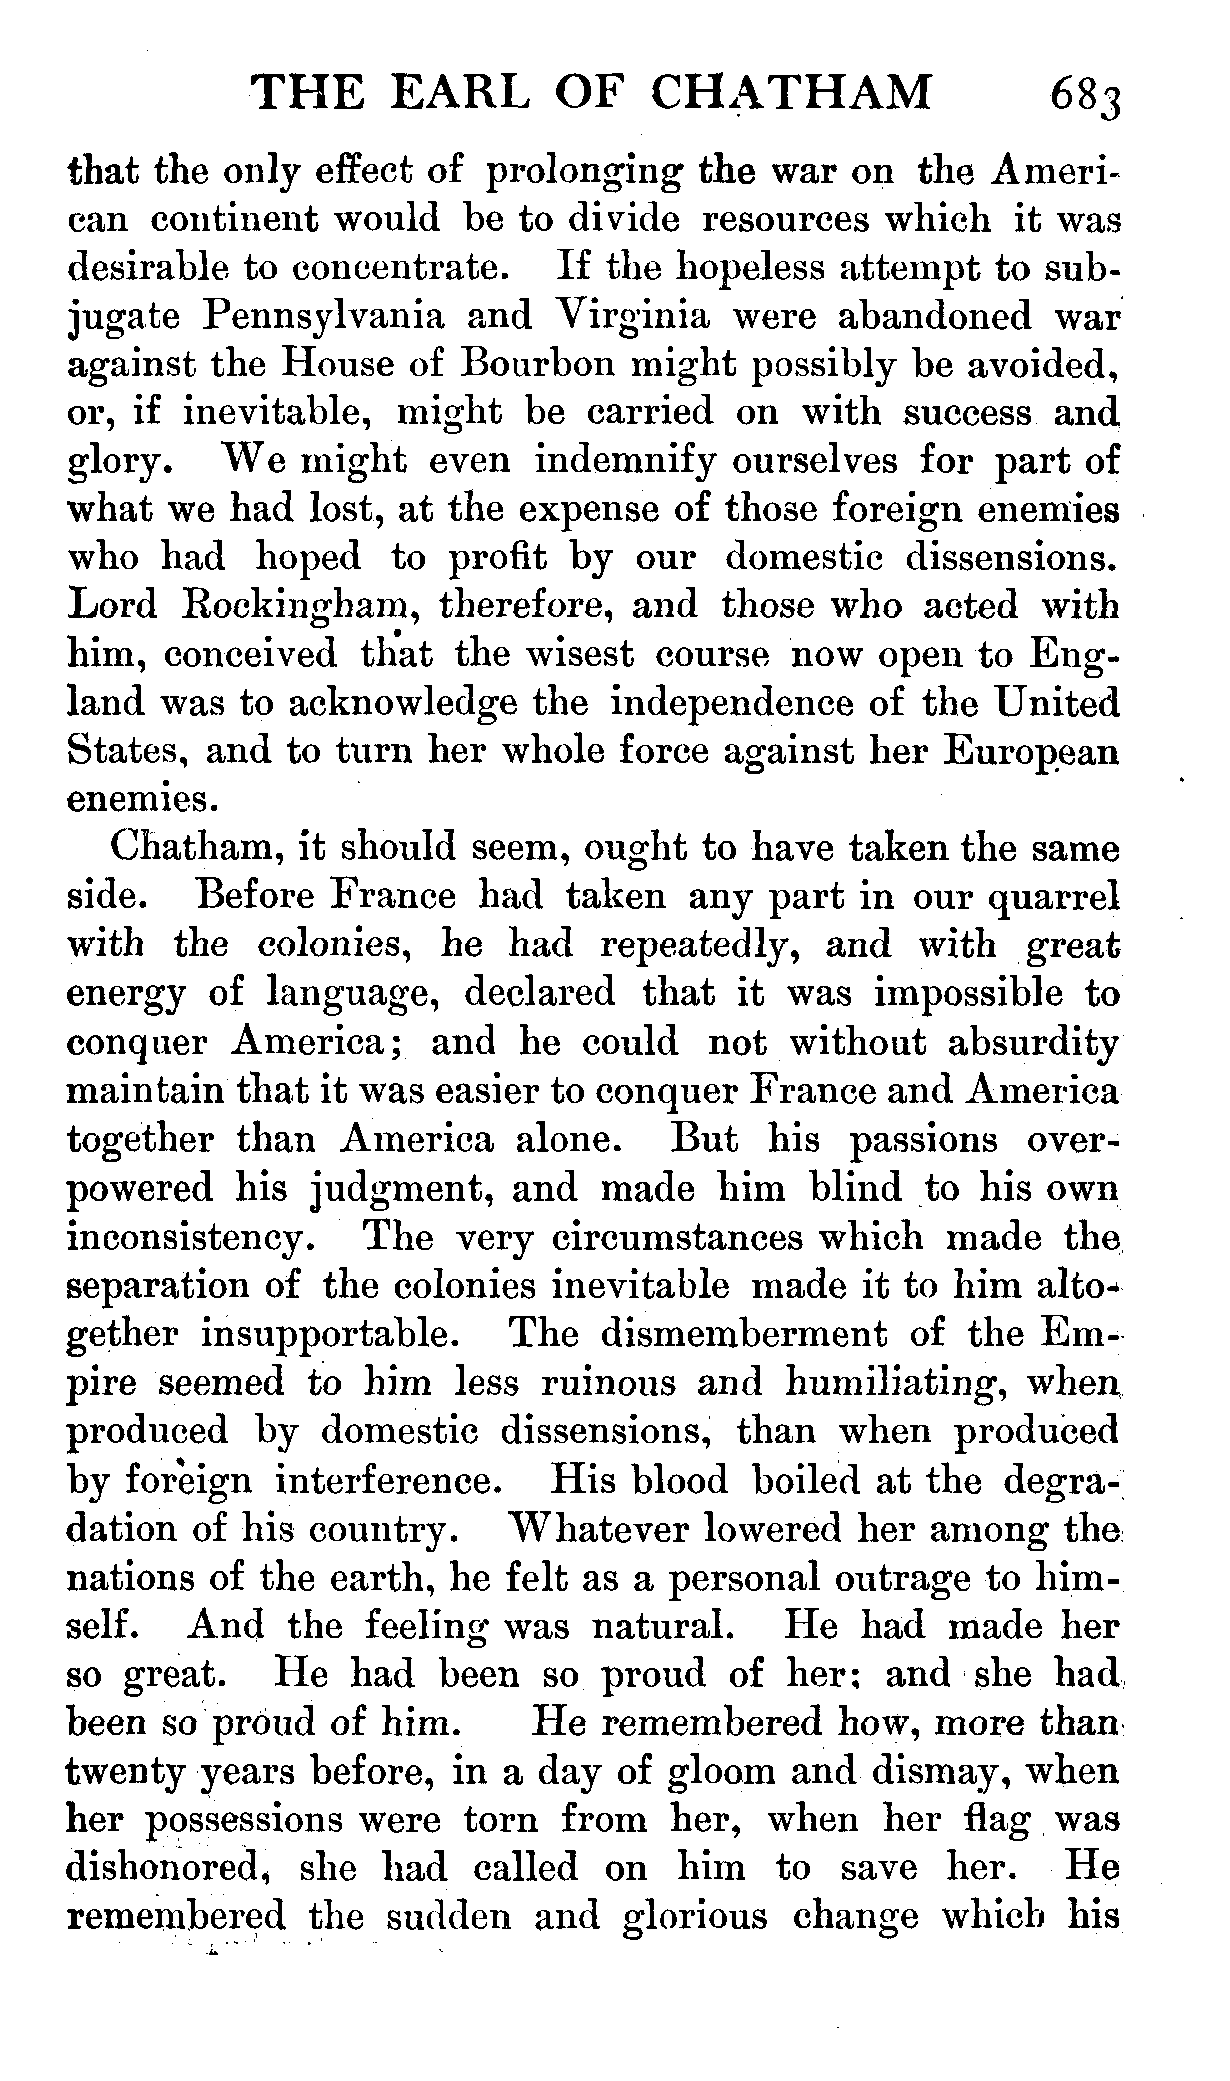 THE EARL OF CHATHAM 683
that the only effect of prolonging the war on the Ameri-
can continent would be to divide resources which it was
desirable to concentrate. If the hopeless attempt to sub-
jugate Pennsylvania and Virginia were abandoned war
against the House of Bourbon might possibly be avoided,
or, if inevitable, might be carried on with success and
glory. We might even indemnify ourselves for part of
what we had lost, at the expense of those foreign enemies
who had hoped to profit by our domestic dissensions.
Lord Rockingham, therefore, and those who acted with
him, conceived that the wisest course now open to Eng-
land was to acknowledge the independence of the United
States, and to turn her whole force against her European
enemies.
Chatham, it should seem, ought to have taken the same
side. Before France had taken any part in our quarrel
with the colonies, he had repeatedly, and with great
energy of language, declared that it was impossible to
conquer America; and he could not without absurdity
maintain that it was easier to conquer France and America
together than America alone. But his passions over-
powered his judgment, and made him blind to his own
inconsistency. The very circumstances which made the
separation of the colonies inevitable made it to him alto-
gether insupportable. The dismemberment of the Em-
pire seemed to him less ruinous and humiliating, when
produced by domestic dissensions, than when produced
by foreign interference. His blood boiled at the degra-
dation of his country. Whatever lowered her among the
nations of the earth, he felt as a personal outrage to him-
self. And the feeling was natural. He had made her
so great. He had been so proud of her; and she had
been so proud of him. He remembered how, more than
twenty years before, in a day of gloom and dismay, when
her possessions were torn from her, when her flag was
dishonored, she had called on him to save her. He
remembered the sudden and glorious change which his